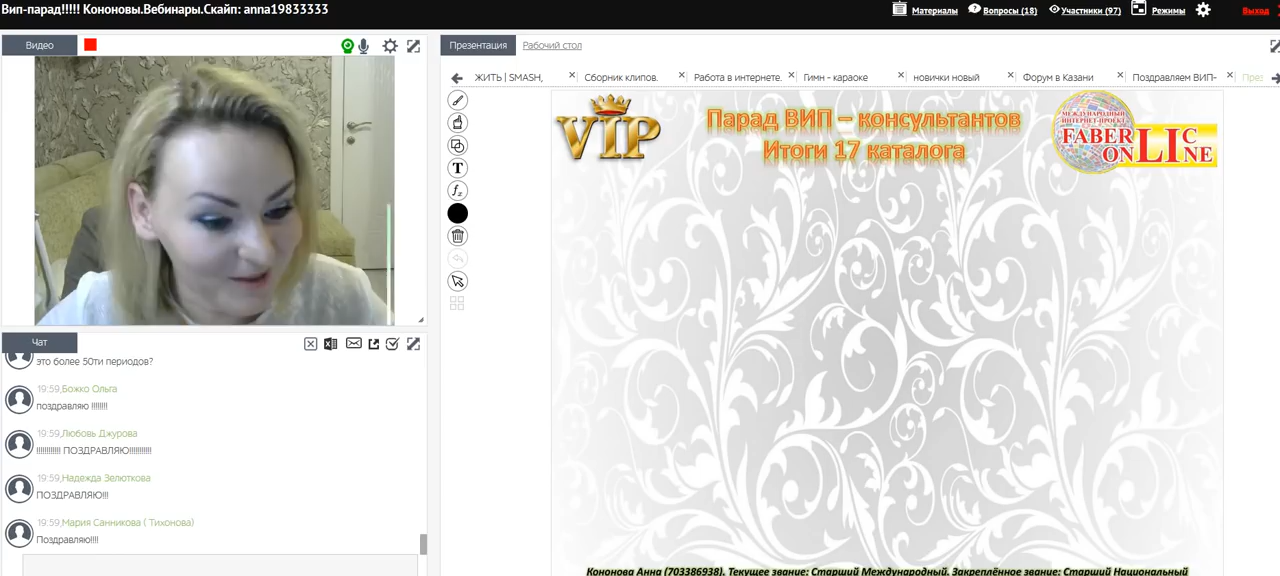 Вип-парад!!!!! Кононовы.Вебинары.Скайп: anna19833333
Материалы
Вопросы (18)
Участники (97)
Режимы
Выход
Видео
Презентация
Рабочий стол
ЖИТЬ | SMASH,
Сборник клипов.
Работа в интернете.
Гимн - караоке
новички новый
Форум в Казани
Поздравляем ВИП-
През
T
fx
VIP
Парад ВИП – консультантов
Итоги 17 каталога
МЕЖДУНАРОДНЫЙ
ИНТЕРНЕТ-ПРОЕКТ
FABERLIC
ONLINE
Чат
это более 50ти периодов?
19:59,Божко Ольга
поздравляю !!!!!!!!
19:59,Любовь Джурова
!!!!!!!!!!!! ПОЗДРАВЛЯЮ!!!!!!!!!!!
19:59,Надежда Зелюткова
ПОЗДРАВЛЯЮ!!!
19:59,Мария Санникова ( Тихонова)
Поздравляю!!!!
Кононова Анна (703386938). Текущее звание: Старший Международный. Закреплённое звание: Старший Национальный